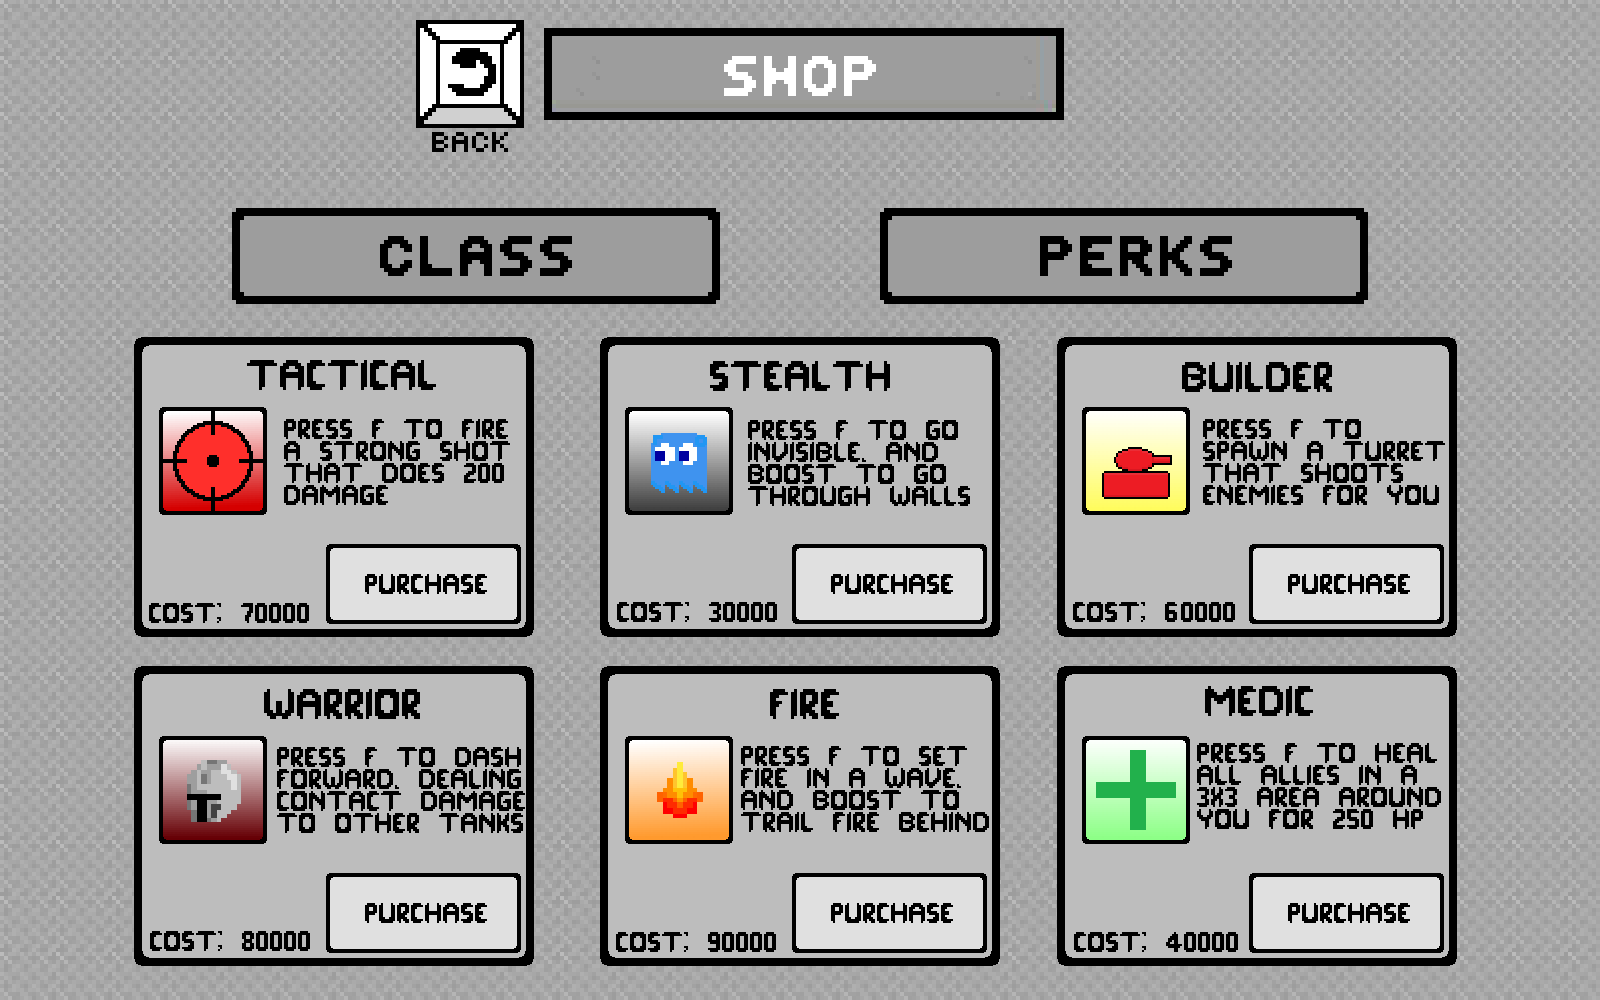 SHOP
BACK
CLASS
PERKS
TACTICAL
PRESS F TO FIRE
A STRONG SHOT
THAT DOES 200
DAMAGE
PURCHASE
COST: 70000
STEALTH
PRESS F TO GO
INVISIBLE, AND
BOOST TO GO
THROUGH WALLS
PURCHASE
COST: 30000
BUILDER
PRESS F TO
SPAWN A TURRET
THAT SHOOTS
ENEMIES FOR YOU
PURCHASE
COST: 60000
WARRIOR
PRESS F TO DASH
FORWARD, DEALING
CONTACT DAMAGE
TO OTHER TANKS
PURCHASE
COST: 80000
FIRE
PRESS F TO SET
FIRE IN A WAVE,
AND BOOST TO
TRAIL FIRE BEHIND
PURCHASE
COST: 90000
MEDIC
PRESS F TO HEAL
ALL ALLIES IN A
3X3 AREA AROUND
YOU FOR 250 HP
PURCHASE
COST: 40000